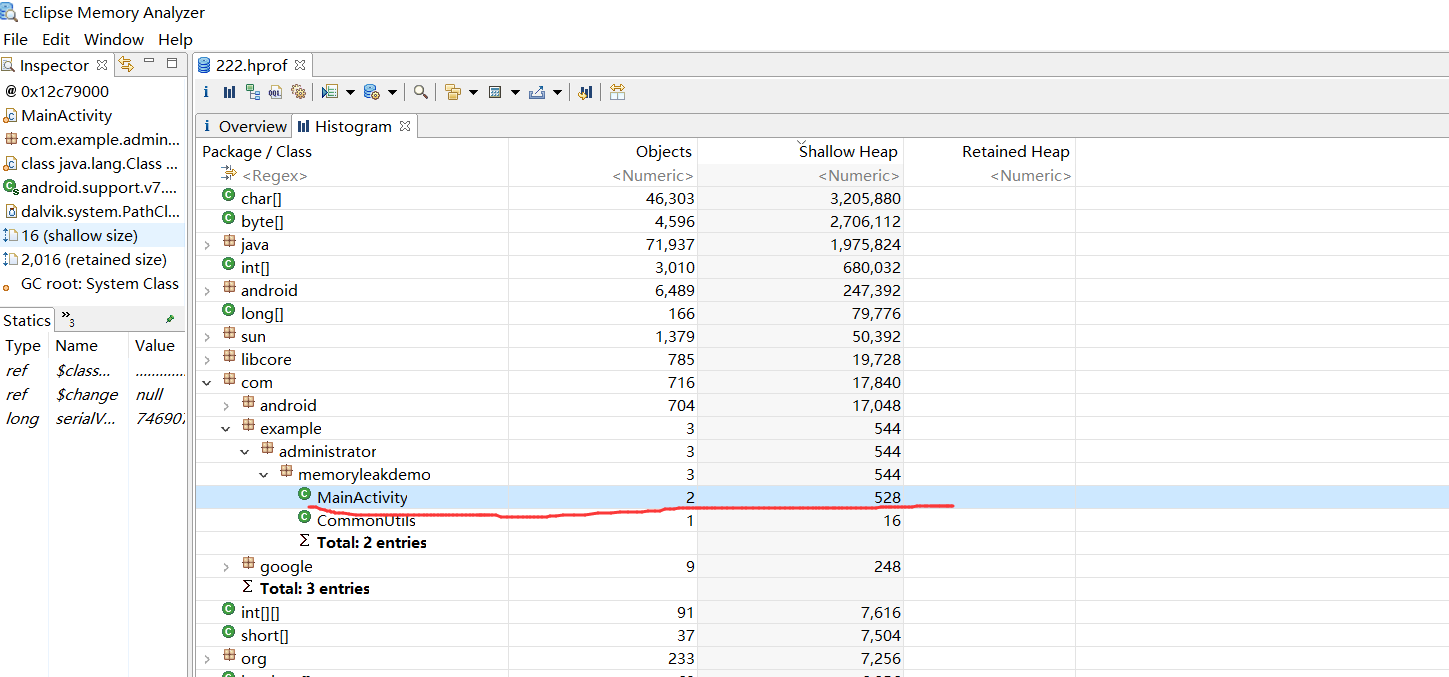 Eclipse Memory Analyzer
File Edit Window Help
Inspector
@ 0x12c79000
MainActivity
com.example.admin...
class java.lang.Class ...
android.support.v7....
dalvik.system.PathCl...
16 (shallow size)
2,016 (retained size)
GC root: System Class
Statics »3
Type Name Value
ref $class... ............
ref $change null
long serialV... 74690
222.hprof
i OQL
i Overview Histogram
Package / Class Objects Shallow Heap Retained Heap
<Regex> <Numeric> <Numeric> <Numeric>
char[] 46,303 3,205,880
byte[] 4,596 2,706,112
java 71,937 1,975,824
int[] 3,010 680,032
android 6,489 247,392
long[] 166 79,776
sun 1,379 50,392
libcore 785 19,728
com 716 17,840
android 704 17,048
example 3 544
administrator 3 544
memoryleakdemo 3 544
MainActivity 2 528
CommonUtils 1 16
Σ Total: 2 entries
google 9 248
Σ Total: 3 entries
int[][] 91 7,616
short[] 37 7,504
org 233 7,256